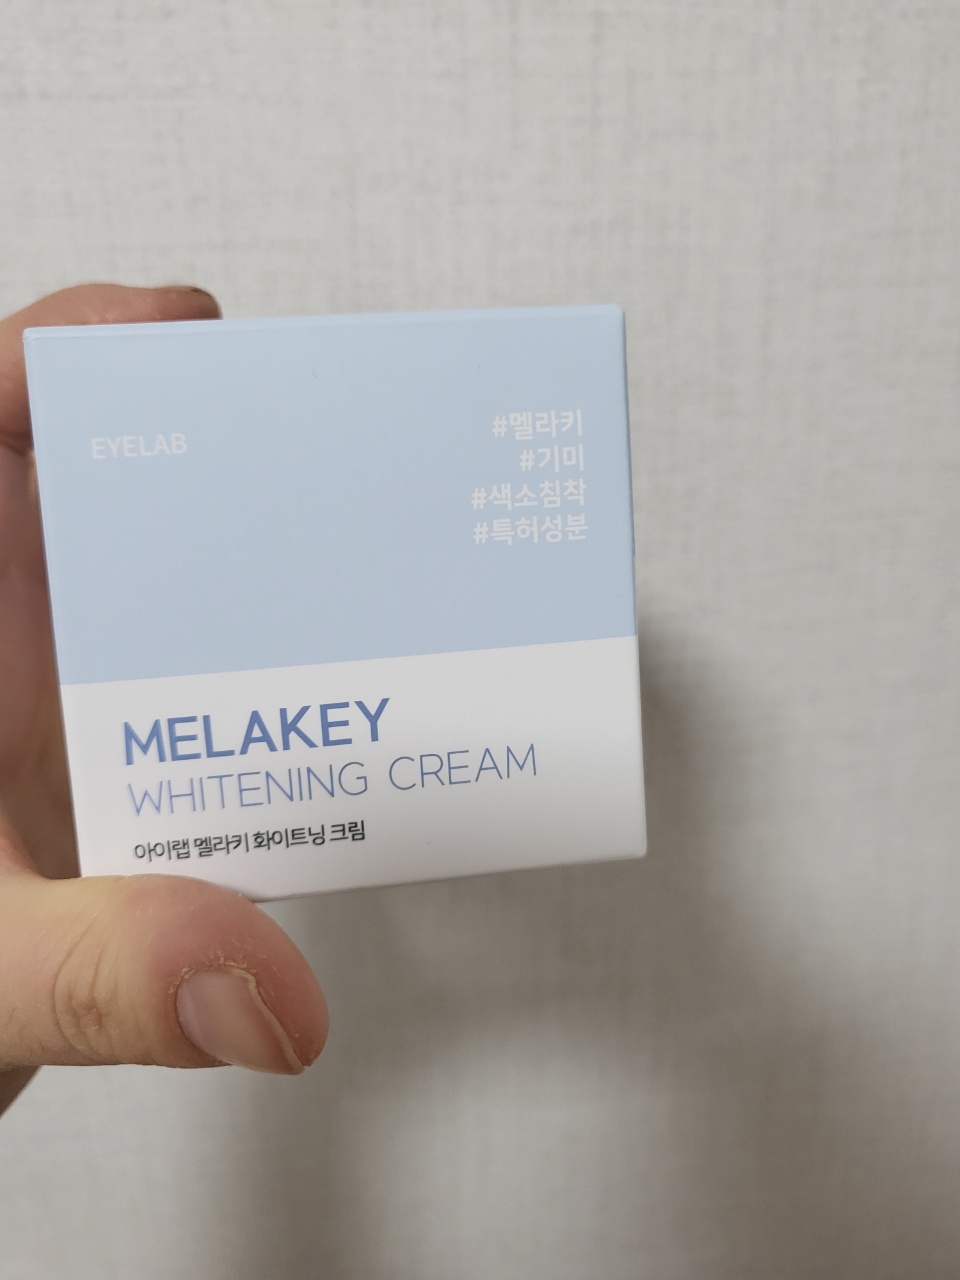 EYELAB
#멜라키
#기미
#색소침착
#특허성분
MELAKEY
WHITENING CREAM
아이랩 멜라키 화이트닝 크림